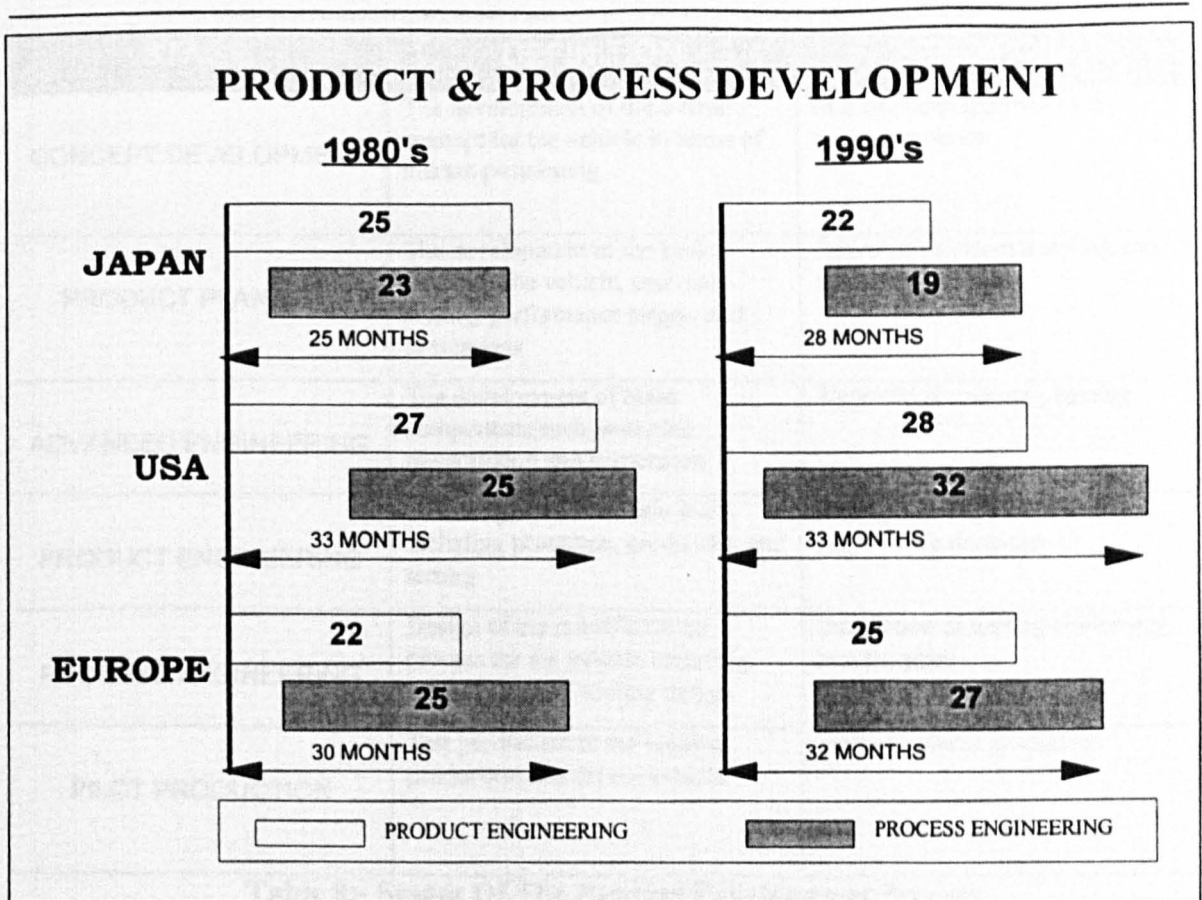 PRODUCT & PROCESS DEVELOPMENT
1980's
1990's
JAPAN
25
23
25 MONTHS
22
19
28 MONTHS
USA
27
25
33 MONTHS
28
32
33 MONTHS
EUROPE
22
25
30 MONTHS
25
27
32 MONTHS
PRODUCT ENGINEERING
PROCESS ENGINEERING